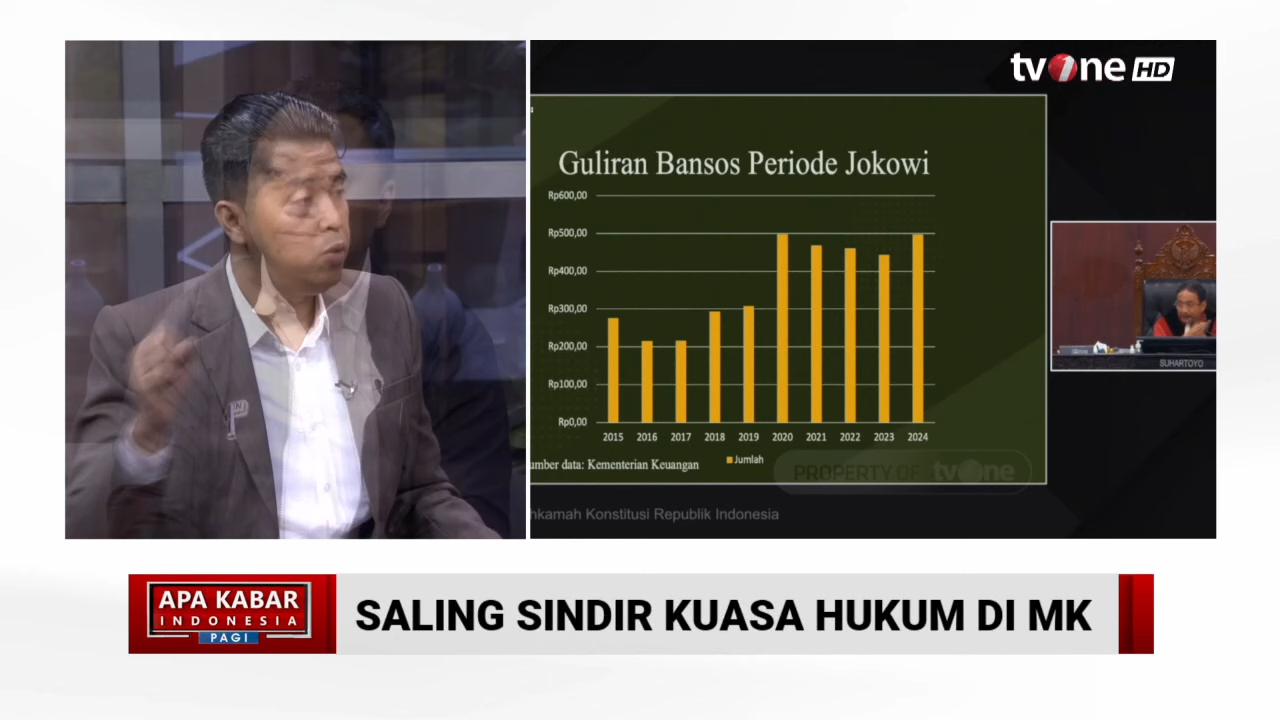 tvOne HD
Guliran Bansos Periode Jokowi
Rp600,00
Rp500,00
Rp400,00
Rp300,00
Rp200,00
Rp100,00
Rp0,00
2015 2016 2017 2018 2019 2020 2021 2022 2023 2024
Jumlah
umber data: Kementerian Keuangan
PROPERTY OF tvOne
SUHARTOYO
hkamah Konstitusi Republik Indonesia
APA KABAR
INDONESIA
PAGI
SALING SINDIR KUASA HUKUM DI MK